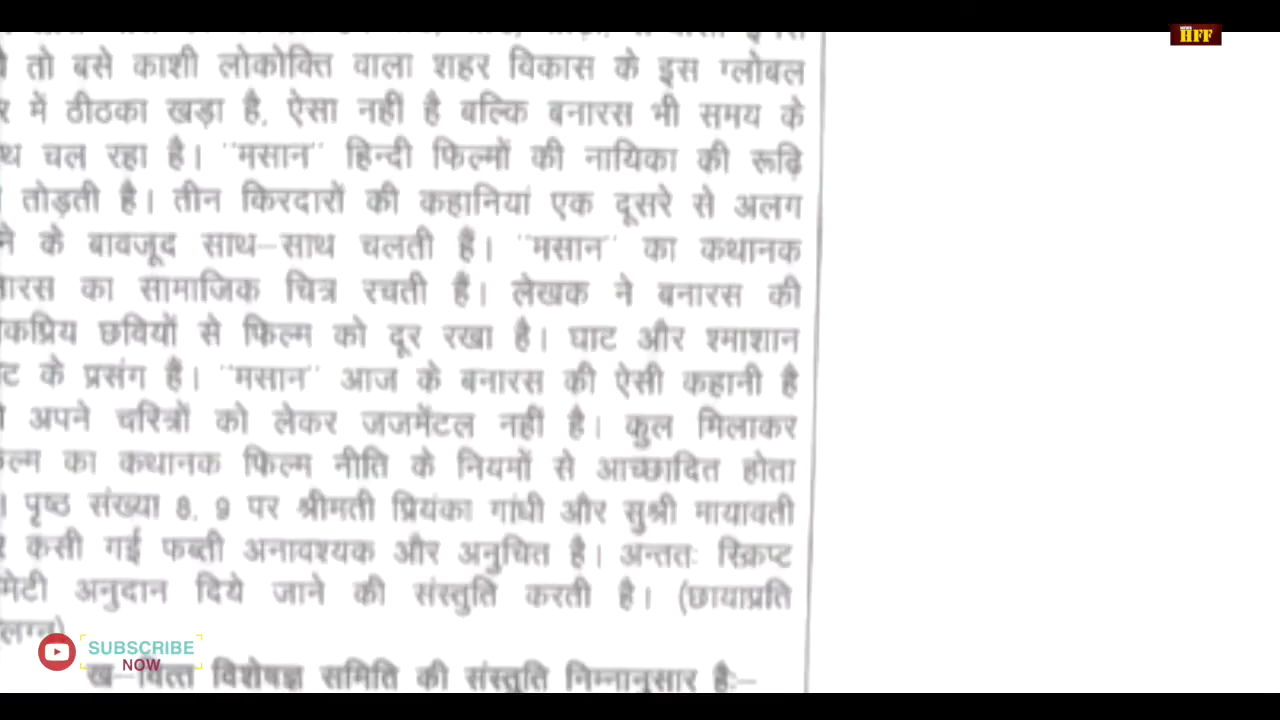 HFF
तो बसे काशी लोकोक्ति वाला शहर विकास के इस ग्लोबल
में ठीठका खड़ा है, ऐसा नहीं है बल्कि बनारस भी समय के
चल रहा है। "मसान" हिन्दी फिल्मों की नायिका की रूढ़ि
तोड़ती है। तीन किरदारों की कहानियां एक दूसरे से अलग
के बावजूद साथ-साथ चलती है। "मसान" का कथानक
का सामाजिक चित्र रचती है। लेखक ने बनारस की
छवियों से फिल्म को दूर रखा है। घाट और श्माशान
के प्रसंग है। "मसान" आज के बनारस की ऐसी कहानी है
अपने चरित्रों को लेकर जजमेंटल नहीं है। कुल मिलाकर
का कथानक फिल्म नीति के नियमों से आच्छादित होता
। पृष्ठ संख्या 8, 9 पर श्रीमती प्रियंका गांधी और सुश्री मायावती
कसी गई फब्ती अनावश्यक और अनुचित है। अन्ततः स्क्रिप्ट
अनुदान दिये जाने की संस्तुति करती है। (छायाप्रति
SUBSCRIBE
NOW
ख-वित्त विशेषज्ञ समिति की संस्तुति निम्नानुसार है:-